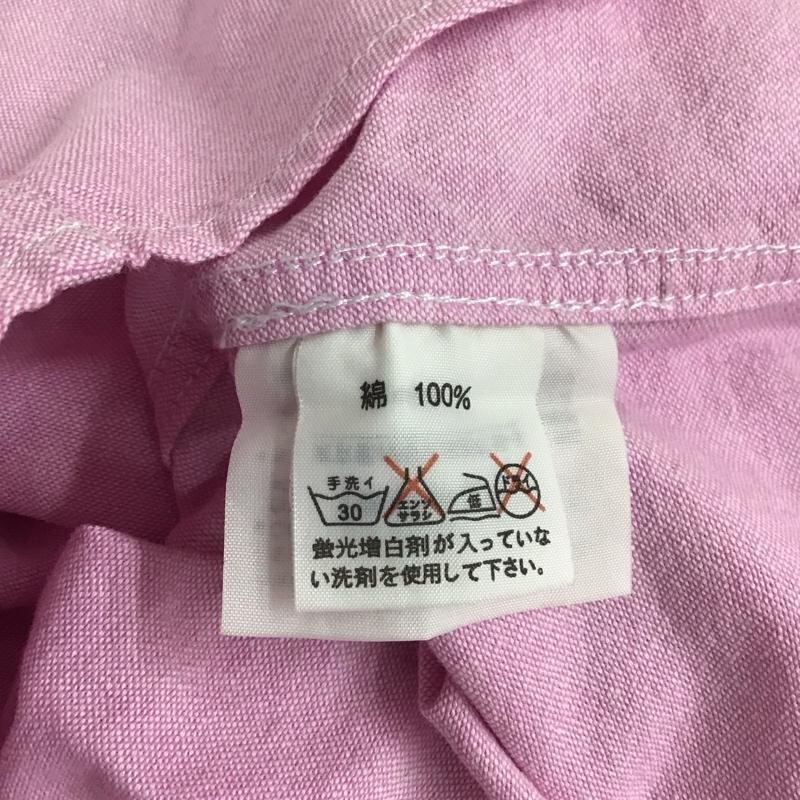 綿 100%
手洗イ
30
エンソ
サラシ
低
ドライ
蛍光増白剤が入っていな
い洗剤を使用して下さい。